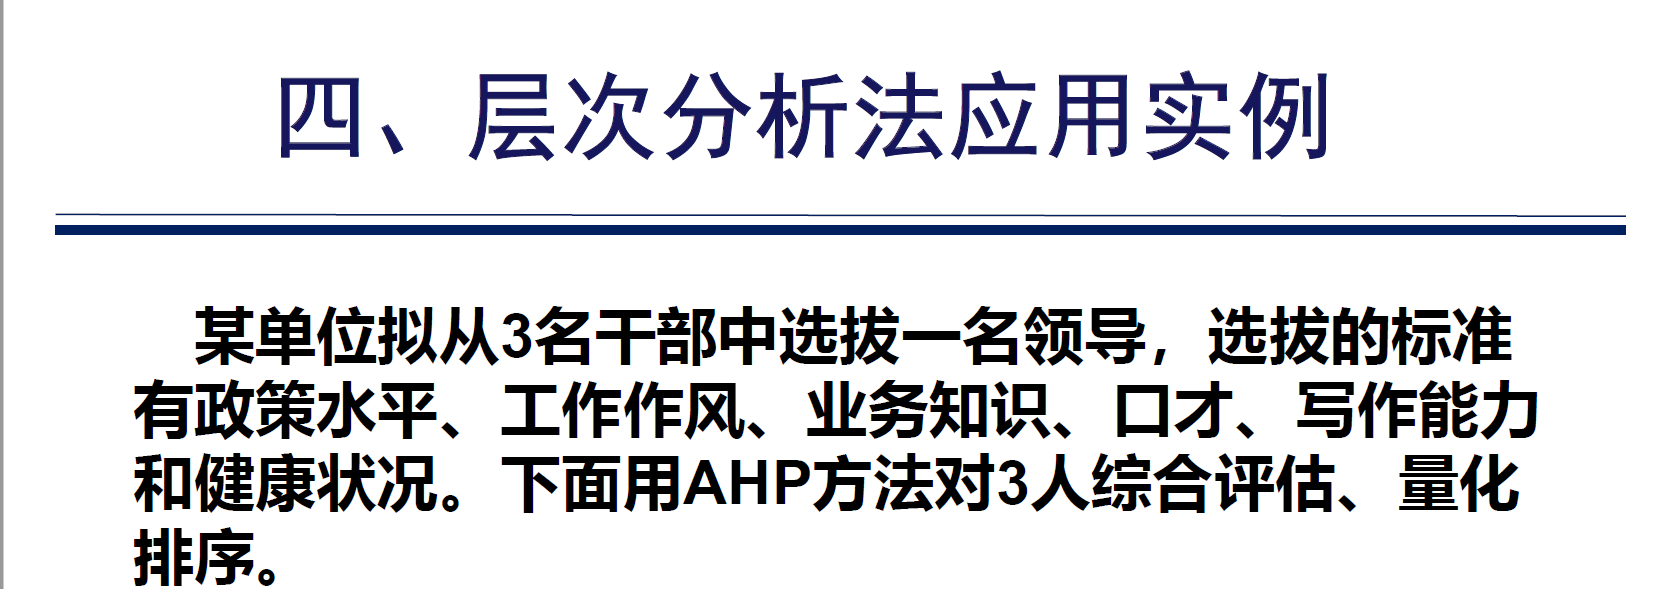 四、层次分析法应用实例
某单位拟从3名干部中选拔一名领导，选拔的标准
有政策水平、工作作风、业务知识、口才、写作能力
和健康状况。下面用AHP方法对3人综合评估、量化
排序。